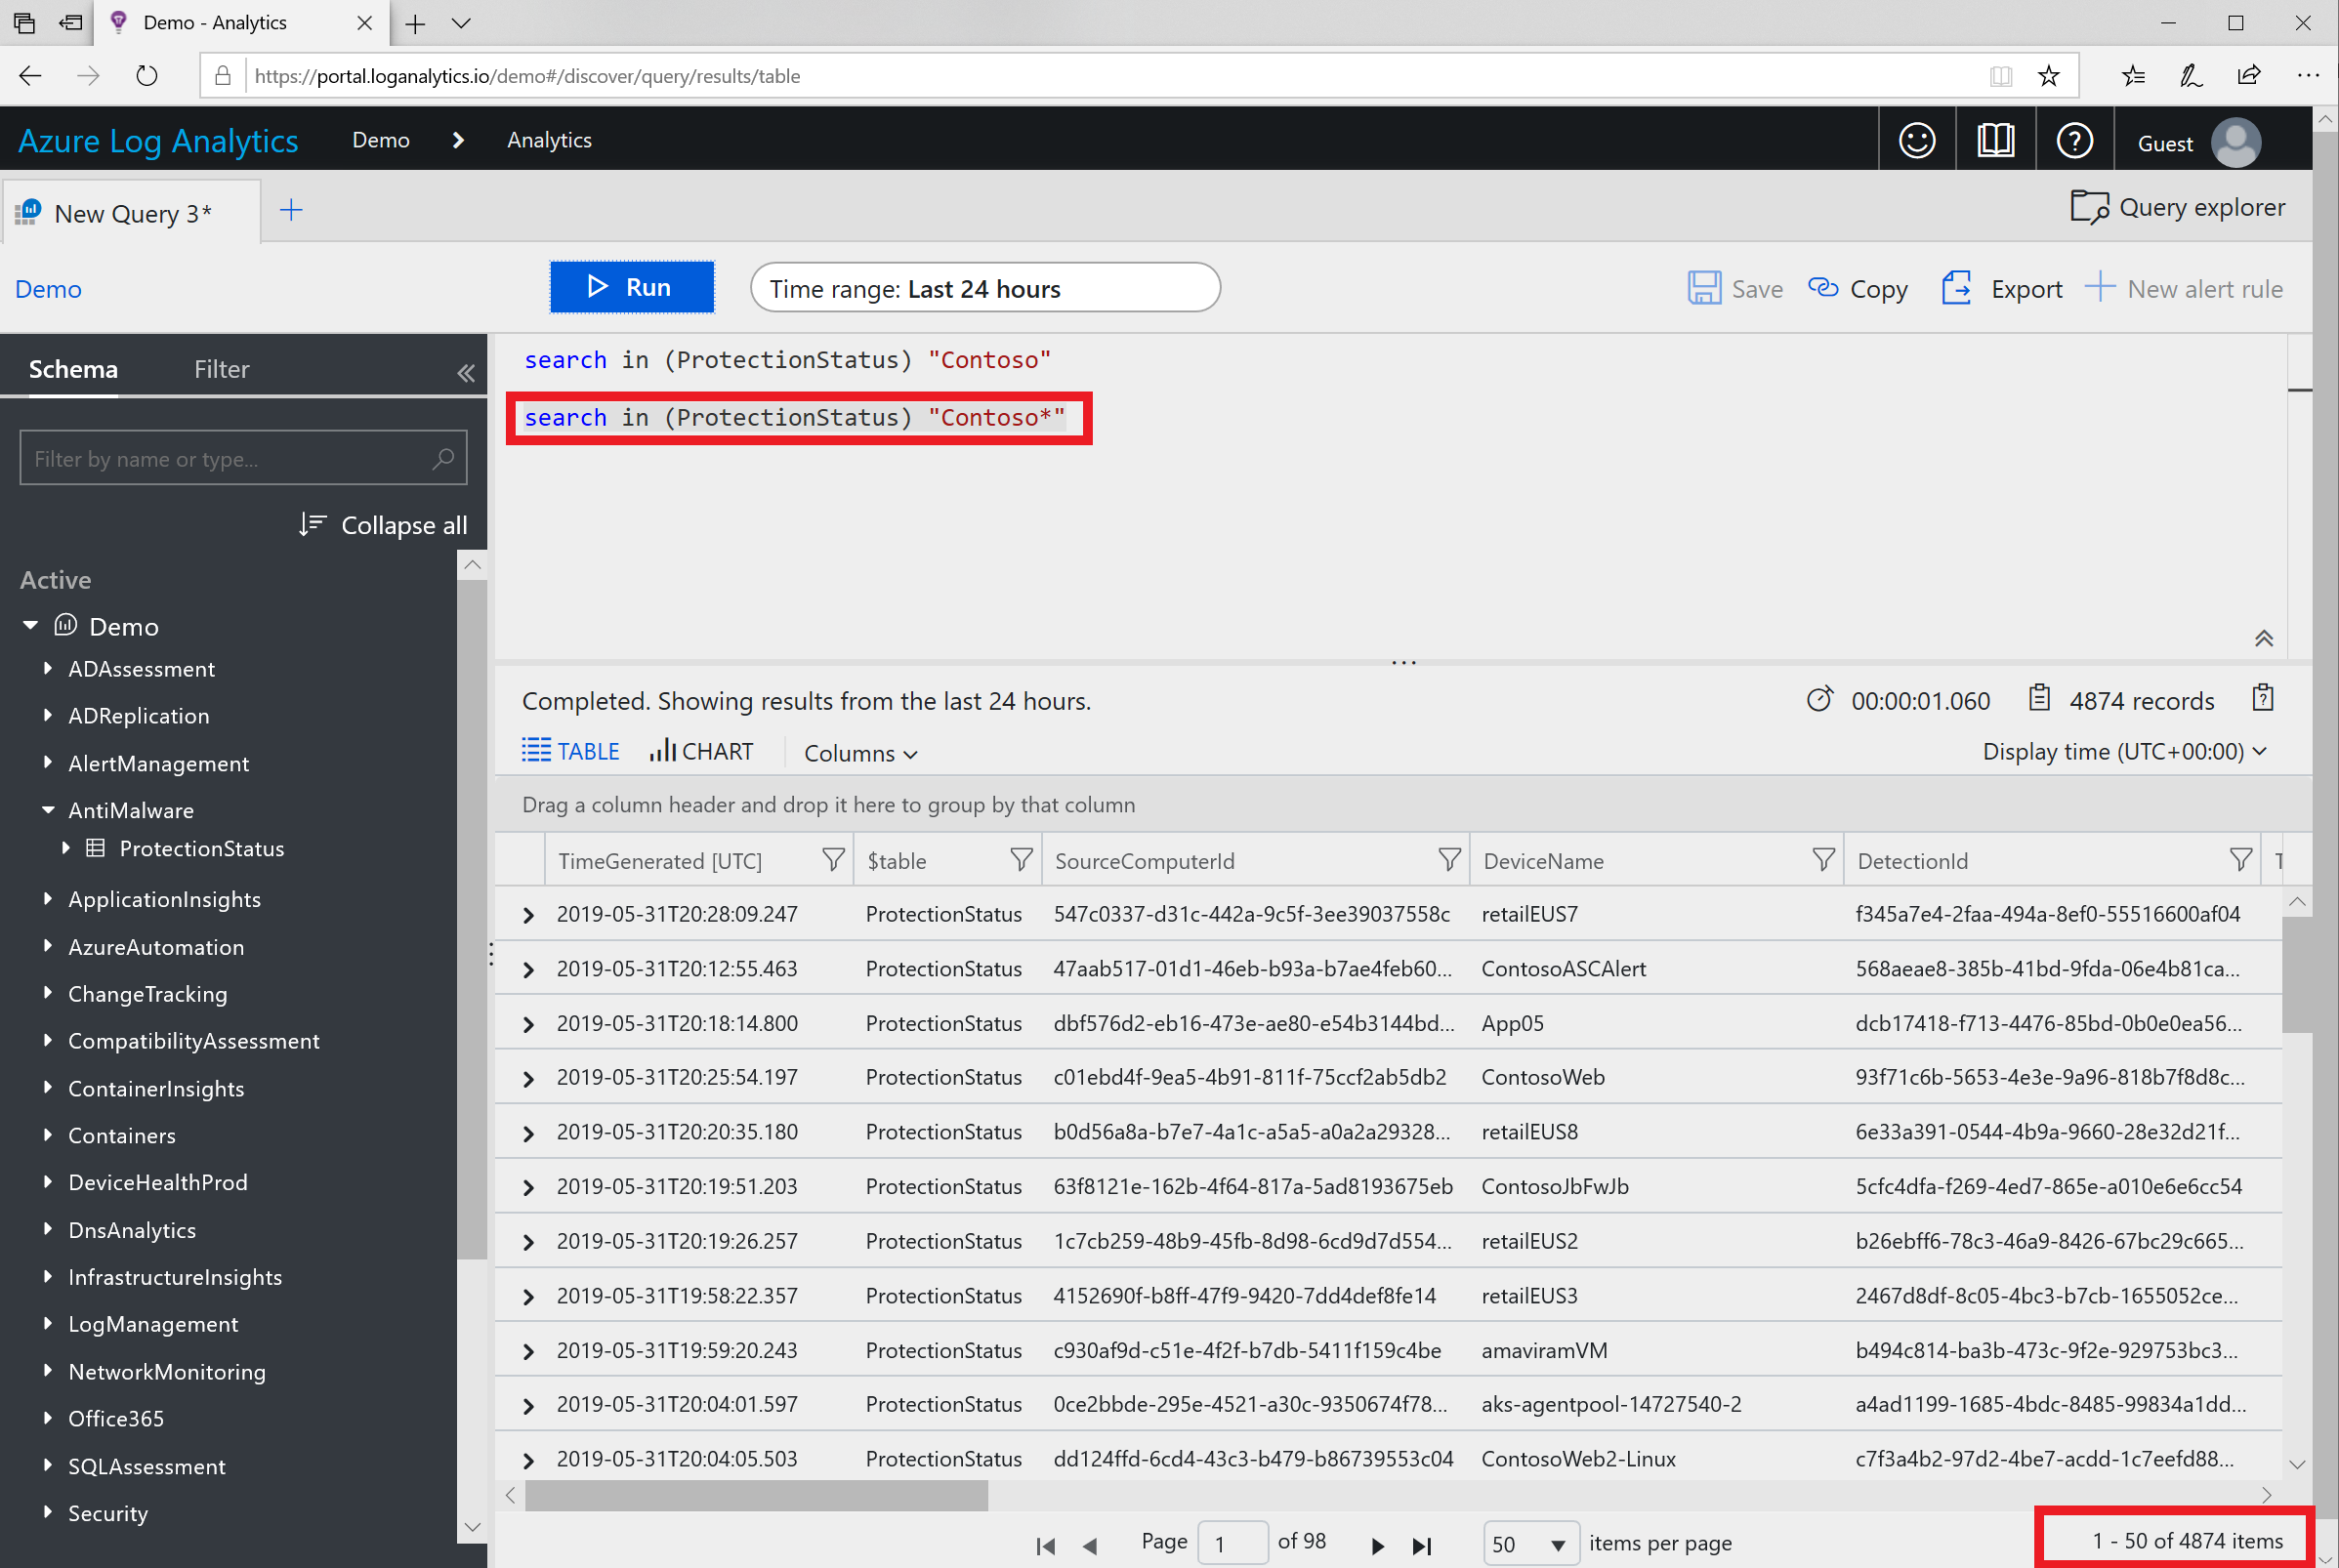 Demo - Analytics
https://portal.loganalytics.io/demo#/discover/query/results/table
Azure Log Analytics Demo Analytics Guest
New Query 3* Query explorer
Demo Run Time range: Last 24 hours Save Copy Export New alert rule
Schema Filter
Filter by name or type...
Collapse all
Active
Demo
ADAssessment
ADReplication
AlertManagement
AntiMalware
ProtectionStatus
ApplicationInsights
AzureAutomation
ChangeTracking
CompatibilityAssessment
ContainerInsights
Containers
DeviceHealthProd
DnsAnalytics
InfrastructureInsights
LogManagement
NetworkMonitoring
Office365
SQLAssessment
Security
search in (ProtectionStatus) "Contoso"
search in (ProtectionStatus) "Contoso*"
Completed. Showing results from the last 24 hours. 00:00:01.060 4874 records
TABLE CHART Columns Display time (UTC+00:00)
Drag a column header and drop it here to group by that column
TimeGenerated [UTC] $table SourceComputerId DeviceName DetectionId
2019-05-31T20:28:09.247 ProtectionStatus 547c0337-d31c-442a-9c5f-3ee39037558c retailEUS7 f345a7e4-2faa-494a-8ef0-55516600af04
2019-05-31T20:12:55.463 ProtectionStatus 47aab517-01d1-46eb-b93a-b7ae4feb60... ContosoASCAlert 568aeae8-385b-41bd-9fda-06e4b81ca...
2019-05-31T20:18:14.800 ProtectionStatus dbf576d2-eb16-473e-ae80-e54b3144bd... App05 dcb17418-f713-4476-85bd-0b0e0ea56...
2019-05-31T20:25:54.197 ProtectionStatus c01ebd4f-9ea5-4b91-811f-75ccf2ab5db2 ContosoWeb 93f71c6b-5653-4e3e-9a96-818b7f8d8c...
2019-05-31T20:20:35.180 ProtectionStatus b0d56a8a-b7e7-4a1c-a5a5-a0a2a29328... retailEUS8 6e33a391-0544-4b9a-9660-28e32d21f...
2019-05-31T20:19:51.203 ProtectionStatus 63f8121e-162b-4f64-817a-5ad8193675eb ContosoJbFwJb 5cfc4dfa-f269-4ed7-865e-a010e6e6cc54
2019-05-31T20:19:26.257 ProtectionStatus 1c7cb259-48b9-45fb-8d98-6cd9d7d554... retailEUS2 b26ebff6-78c3-46a9-8426-67bc29c665...
2019-05-31T19:58:22.357 ProtectionStatus 4152690f-b8ff-47f9-9420-7dd4def8fe14 retailEUS3 2467d8df-8c05-4bc3-b7cb-1655052ce...
2019-05-31T19:59:20.243 ProtectionStatus c930af9d-c51e-4f2f-b7db-5411f159c4be amaviramVM b494c814-ba3b-473c-9f2e-929753bc3...
2019-05-31T20:04:01.597 ProtectionStatus 0ce2bbde-295e-4521-a30c-9350674f78... aks-agentpool-14727540-2 a4ad1199-1685-4bdc-8485-99834a1dd...
2019-05-31T20:04:05.503 ProtectionStatus dd124ffd-6cd4-43c3-b479-b86739553c04 ContosoWeb2-Linux c7f3a4b2-97d2-4be7-acdd-1c7eefd88...
Page 1 of 98 50 items per page 1 - 50 of 4874 items